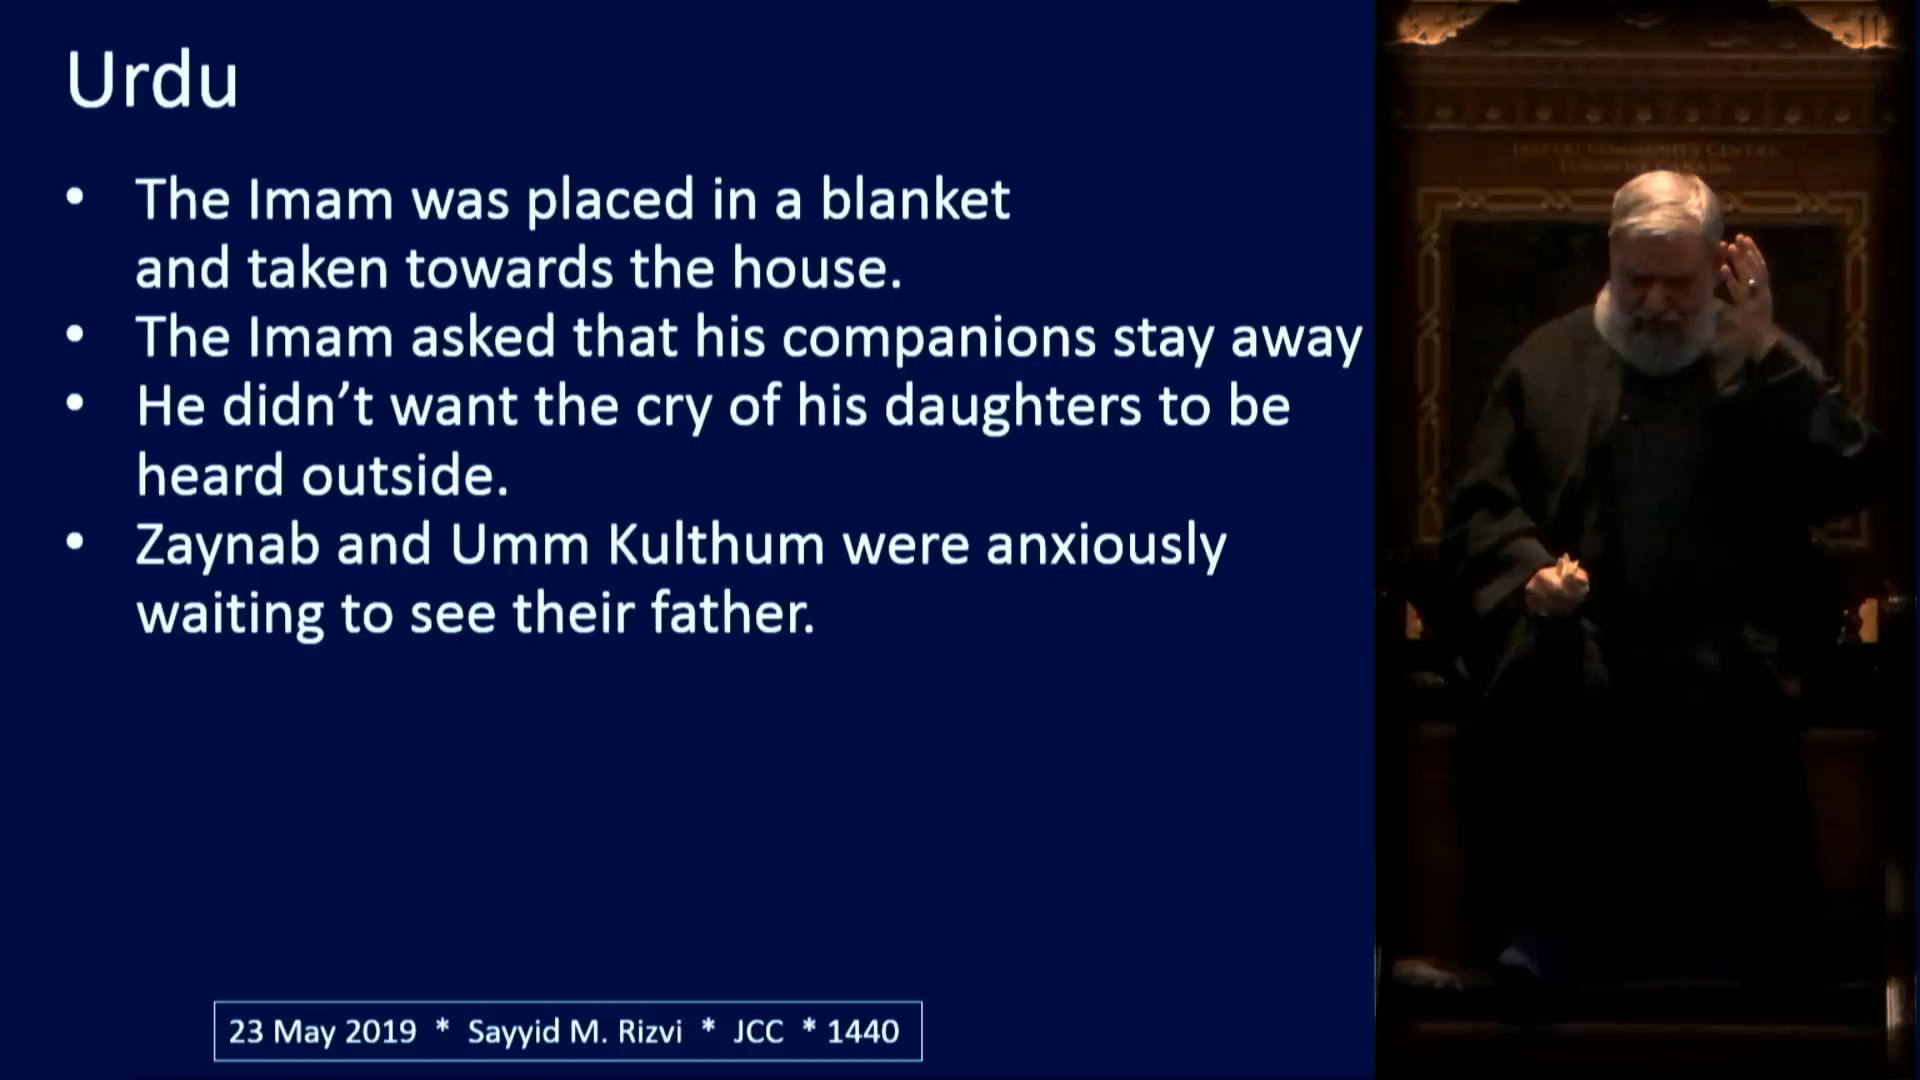 Urdu
• The Imam was placed in a blanket
and taken towards the house.
• The Imam asked that his companions stay away
• He didn’t want the cry of his daughters to be
heard outside.
• Zaynab and Umm Kulthum were anxiously
waiting to see their father.
23 May 2019 * Sayyid M. Rizvi * JCC * 1440